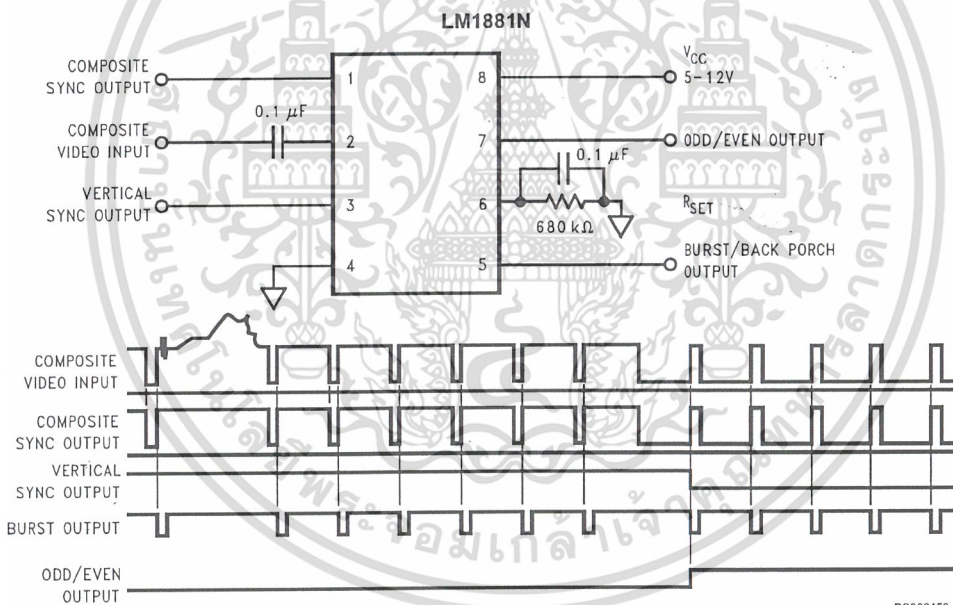 LM1881N
COMPOSITE
SYNC OUTPUT
1
8
VCC
5-12V
0.1 µF
COMPOSITE
VIDEO INPUT
2
7
ODD/EVEN OUTPUT
0.1 µF
VERTICAL
SYNC OUTPUT
3
6
680 kΩ
RSET
4
5
BURST/BACK PORCH
OUTPUT
COMPOSITE
VIDEO INPUT
COMPOSITE
SYNC OUTPUT
VERTICAL
SYNC OUTPUT
BURST OUTPUT
ODD/EVEN
OUTPUT